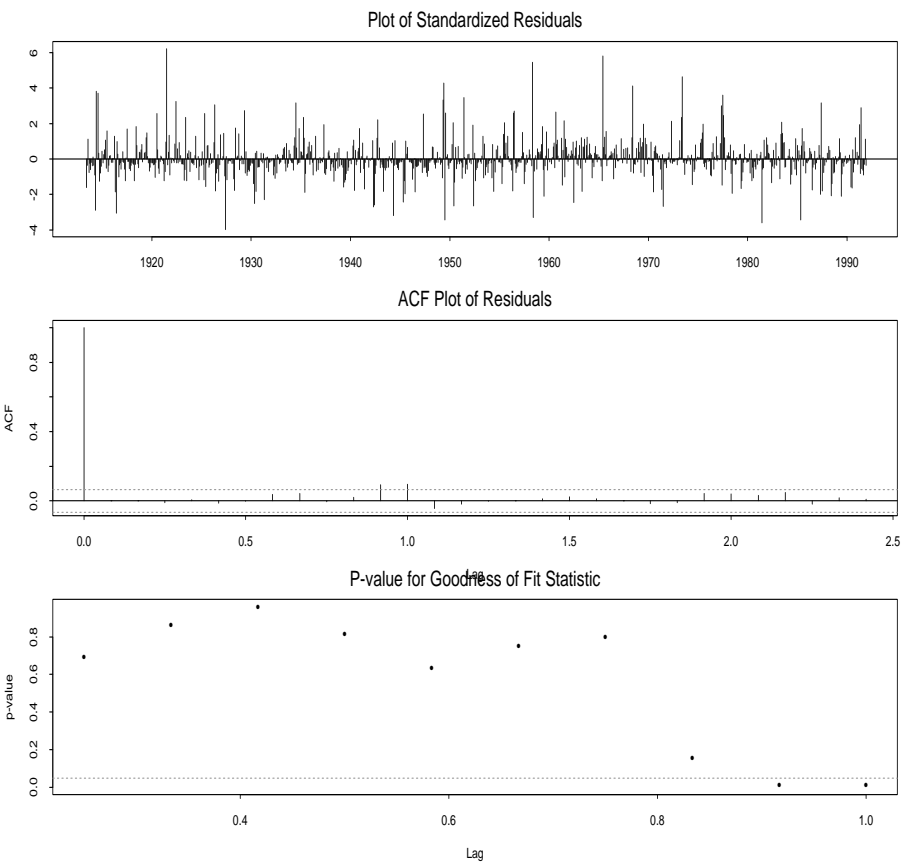 Plot of Standardized Residuals
6
4
2
0
-2
-4
1920 1930 1940 1950 1960 1970 1980 1990
ACF Plot of Residuals
ACF
0.8
0.4
0.0
0.0 0.5 1.0 1.5 2.0 2.5
Lag
P-value for Goodness of Fit Statistic
p-value
0.8
0.6
0.4
0.2
0.0
0.4 0.6 0.8 1.0
Lag